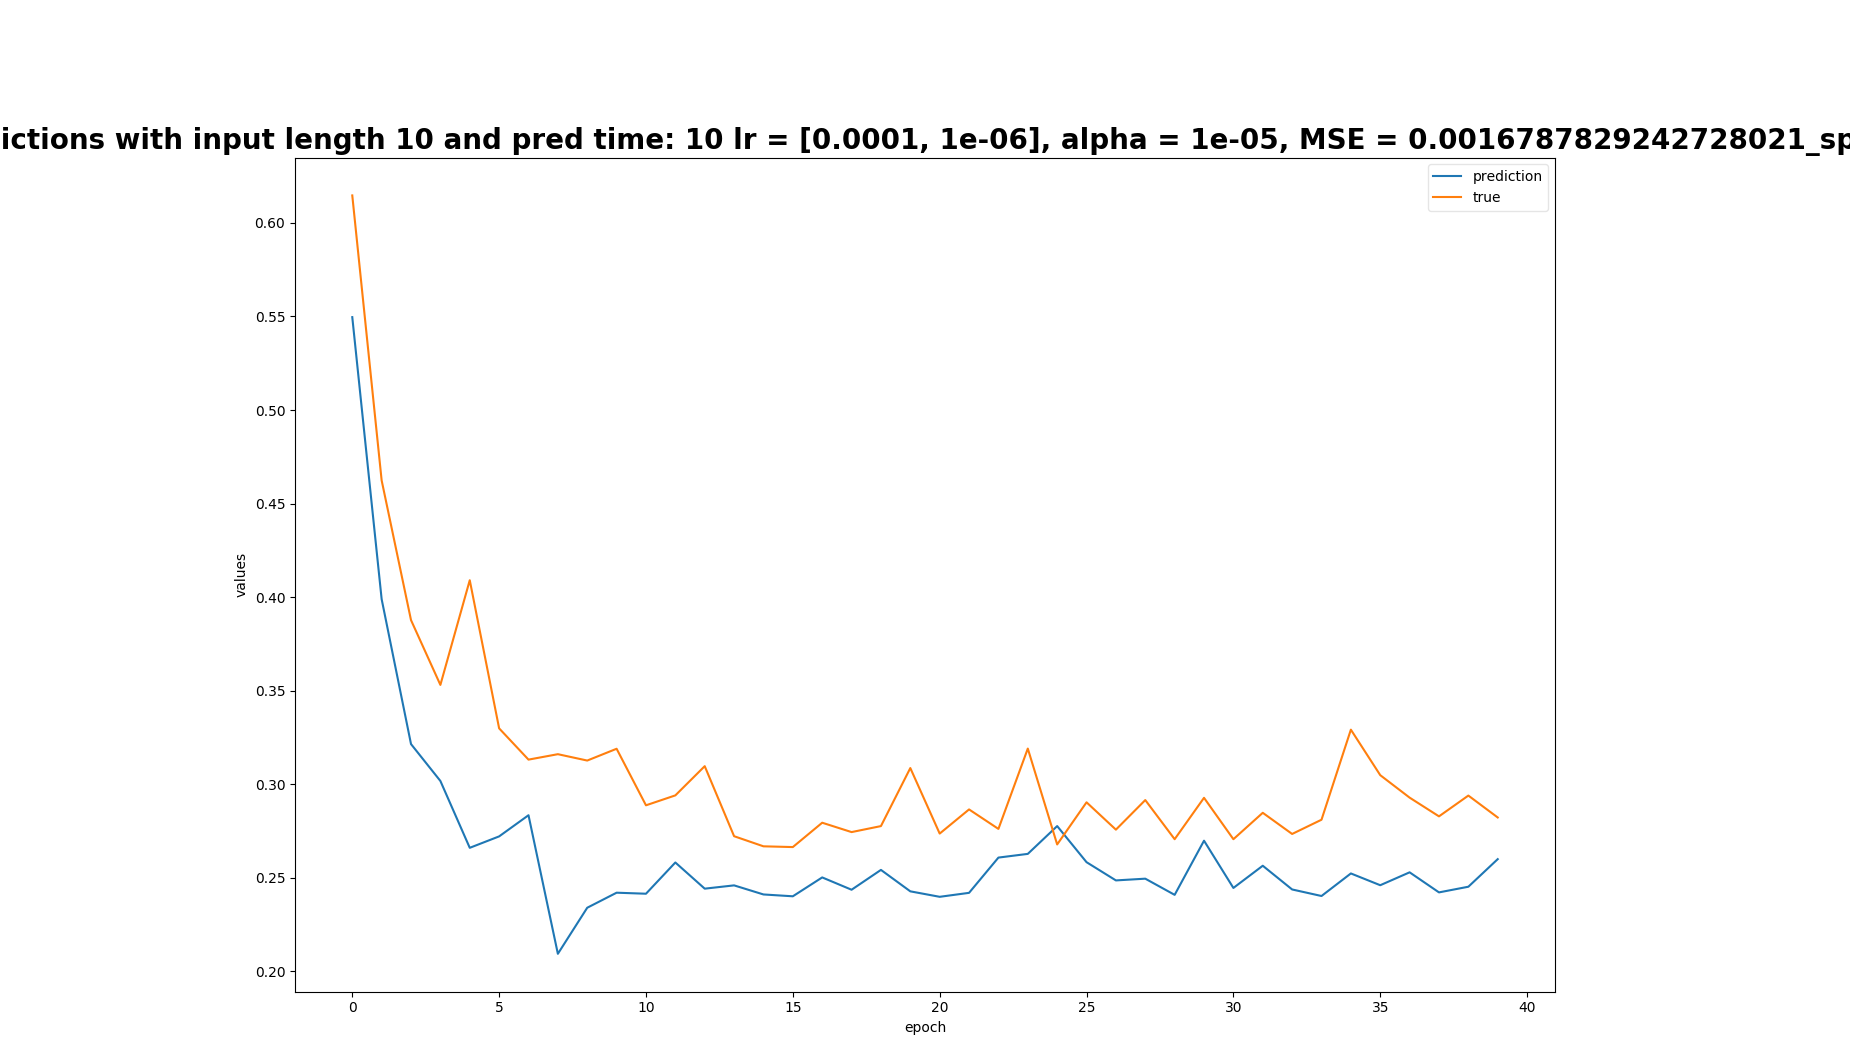 ictions with input length 10 and pred time: 10 lr = [0.0001, 1e-06], alpha = 1e-05, MSE = 0.0016787829242728021_sp
prediction
true
0.60
0.55
0.50
0.45
0.40
0.35
0.30
0.25
0.20
values
0 5 10 15 20 25 30 35 40
epoch